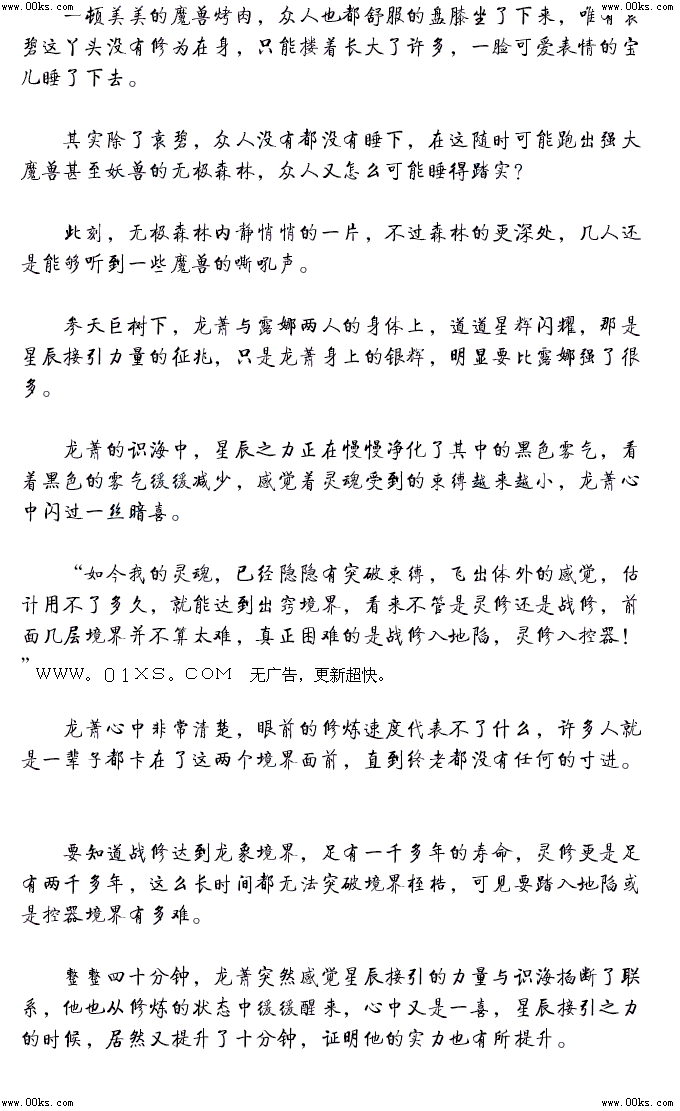 www.00ks.com www.00ks.com
一顿美美的魔兽烤肉，众人也都舒服的盘膝坐了下来，唯有袁
碧这丫头没有修为在身，只能搂着长大了许多，一脸可爱表情的宝
儿睡了下去。
其实除了袁碧，众人没有都没有睡下，在这随时可能跑出强大
魔兽甚至妖兽的无极森林，众人又怎么可能睡得踏实？
此刻，无极森林内静悄悄的一片，不过森林的更深处，几人还
是能够听到一些魔兽的嘶吼声。
参天巨树下，龙萧与露娜两人的身体上，道道星辉闪耀，那是
星辰接引力量的征兆，只是龙萧身上的银辉，明显要比露娜强了很
多。
龙萧的识海中，星辰之力正在慢慢净化了其中的黑色雾气，看
着黑色的雾气缓缓减少，感觉着灵魂受到的束缚越来越小，龙萧心
中闪过一丝暗喜。
“如今我的灵魂，已经隐隐有突破束缚，飞出体外的感觉，估
计用不了多久，就能达到出窍境界，看来不管是灵修还是战修，前
面几层境界并不算太难，真正困难的是战修入地陷，灵修入控器！
”WWW。01XS。COM 无广告，更新超快。
龙萧心中非常清楚，眼前的修炼速度代表不了什么，许多人就
是一辈子都卡在了这两个境界面前，直到终老都没有任何的寸进。
要知道战修达到龙象境界，足有一千多年的寿命，灵修更是足
有两千多年，这么长时间都无法突破境界桎梏，可见要踏入地陷或
是控器境界有多难。
整整四十分钟，龙萧突然感觉星辰接引的力量与识海掐断了联
系，他也从修炼的状态中缓缓醒来，心中又是一喜，星辰接引之力
的时候，居然又提升了十分钟，证明他的实力也有所提升。
www.00ks.com www.00ks.com